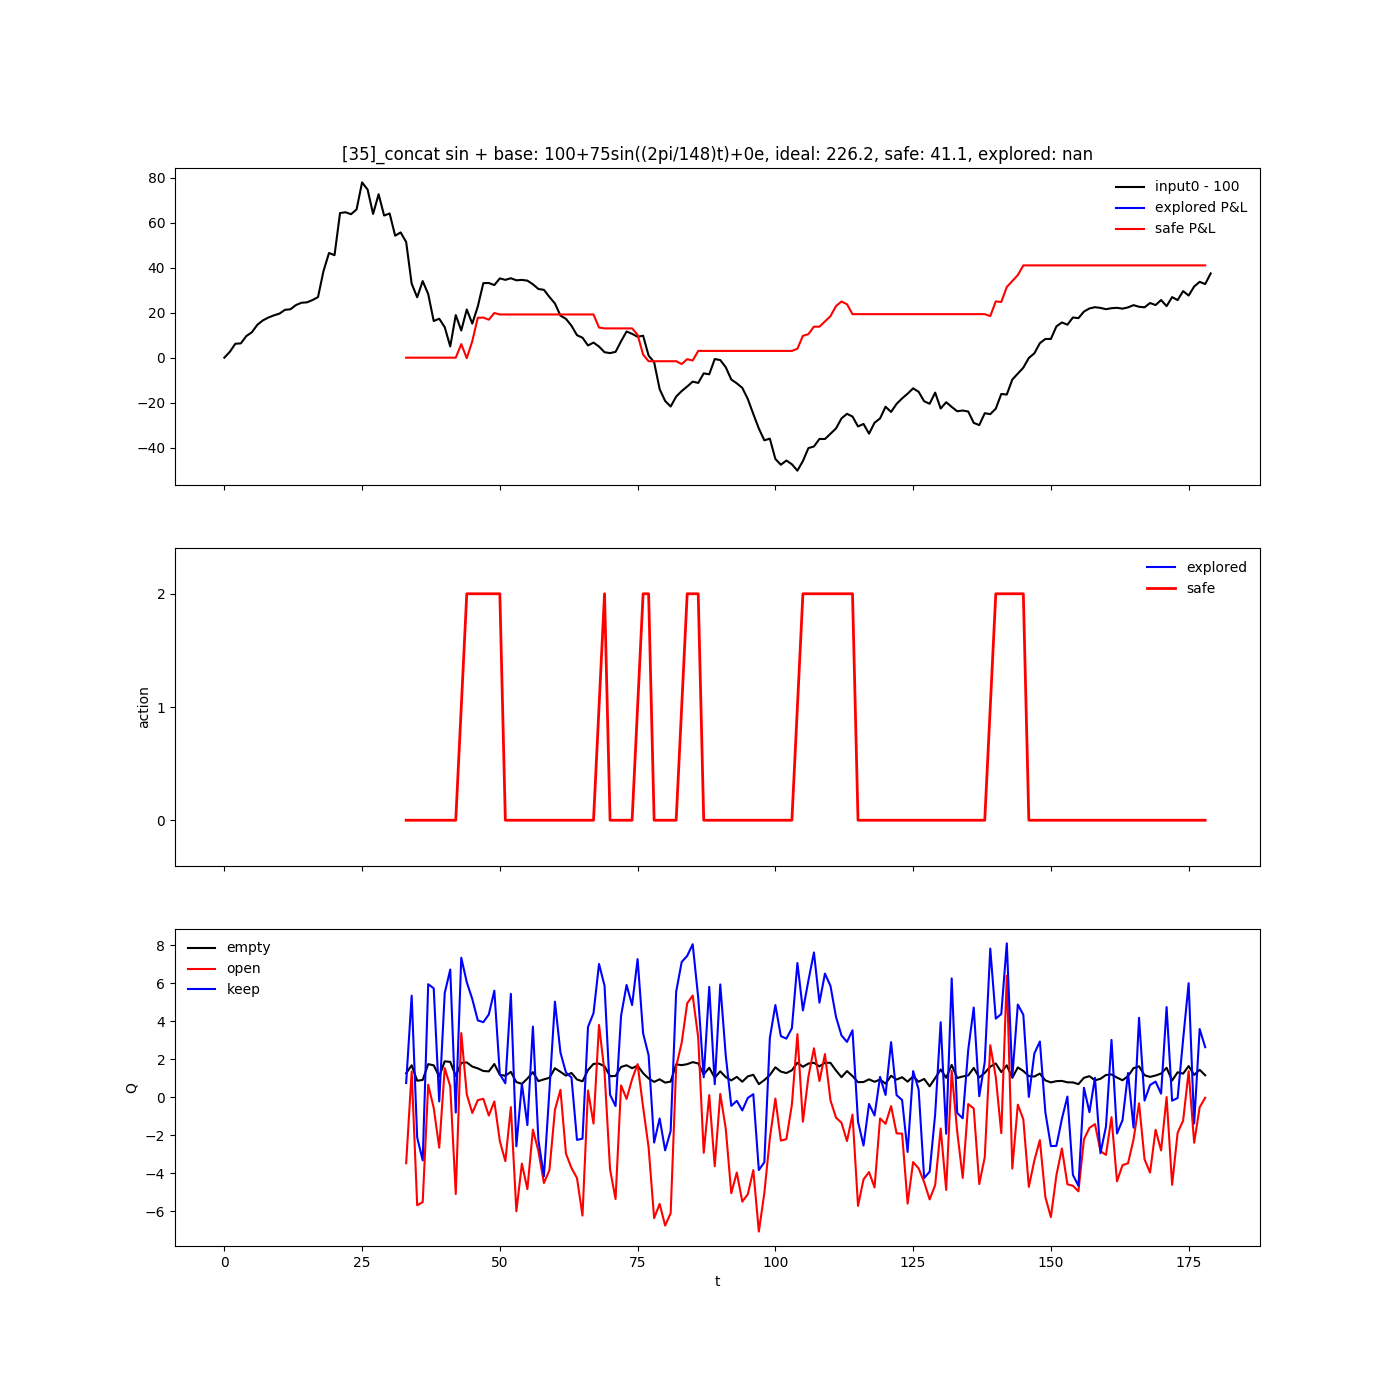 [35]_concat sin + base: 100+75sin((2pi/148)t)+0e, ideal: 226.2, safe: 41.1, explored: nan
input0 - 100
explored P&L
safe P&L
80
60
40
20
0
−20
−40
explored
safe
2
1
0
action
empty
open
keep
8
6
4
2
0
−2
−4
−6
Q
0 25 50 75 100 125 150 175
t